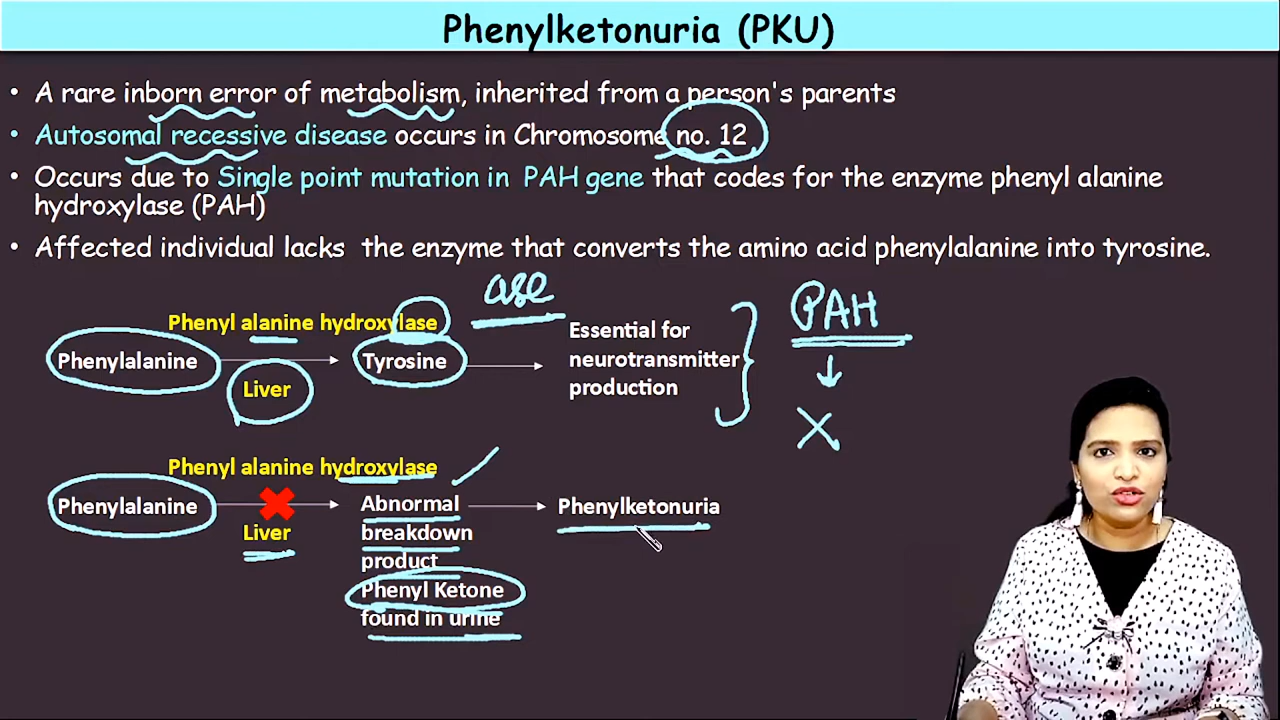 Phenylketonuria (PKU)
• A rare inborn error of metabolism, inherited from a person's parents
• Autosomal recessive disease occurs in Chromosome no. 12
• Occurs due to Single point mutation in PAH gene that codes for the enzyme phenyl alanine
hydroxylase (PAH)
• Affected individual lacks the enzyme that converts the amino acid phenylalanine into tyrosine.
ase
PAH
Phenyl alanine hydroxylase
Phenylalanine
Tyrosine
Liver
Essential for
neurotransmitter
production
X
Phenyl alanine hydroxylase
Phenylalanine
Liver
Abnormal
breakdown
product
Phenyl Ketone
found in urine
Phenylketonuria